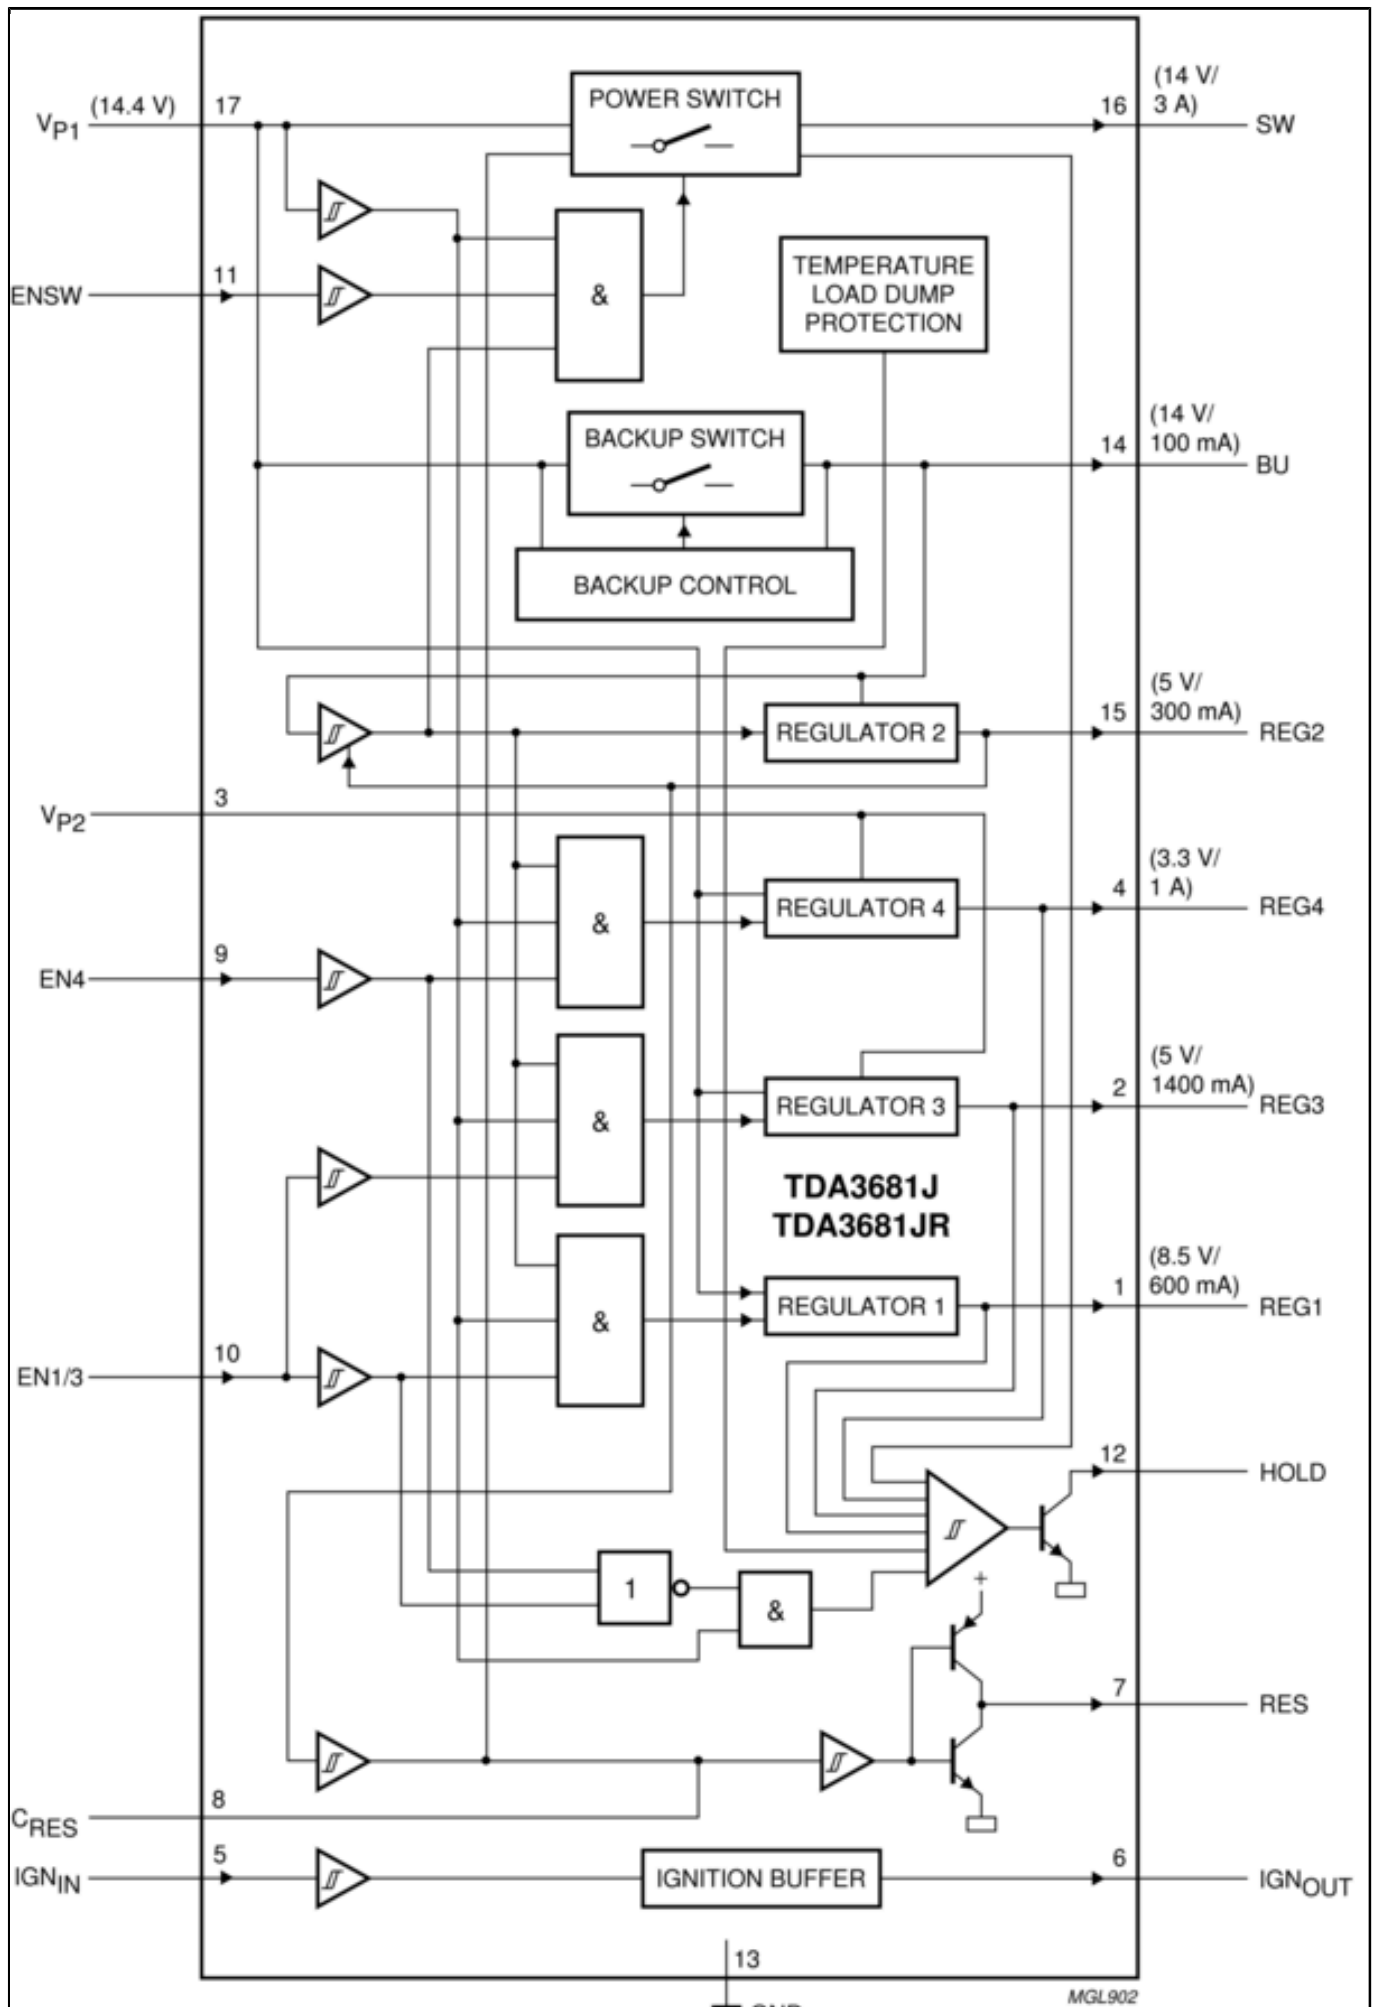 (14.4 V)
17
VP1
POWER SWITCH
(14 V/
3 A)
16
SW
11
ENSW
&
TEMPERATURE
LOAD DUMP
PROTECTION
BACKUP SWITCH
(14 V/
100 mA)
14
BU
BACKUP CONTROL
REGULATOR 2
(5 V/
300 mA)
15
REG2
3
VP2
&
REGULATOR 4
(3.3 V/
1 A)
4
REG4
9
EN4
&
REGULATOR 3
(5 V/
1400 mA)
2
REG3
TDA3681J
TDA3681JR
&
REGULATOR 1
(8.5 V/
600 mA)
1
REG1
10
EN1/3
12
HOLD
1
&
+
7
RES
8
CRES
5
IGNIN
IGNITION BUFFER
6
IGNOUT
13
MGL902